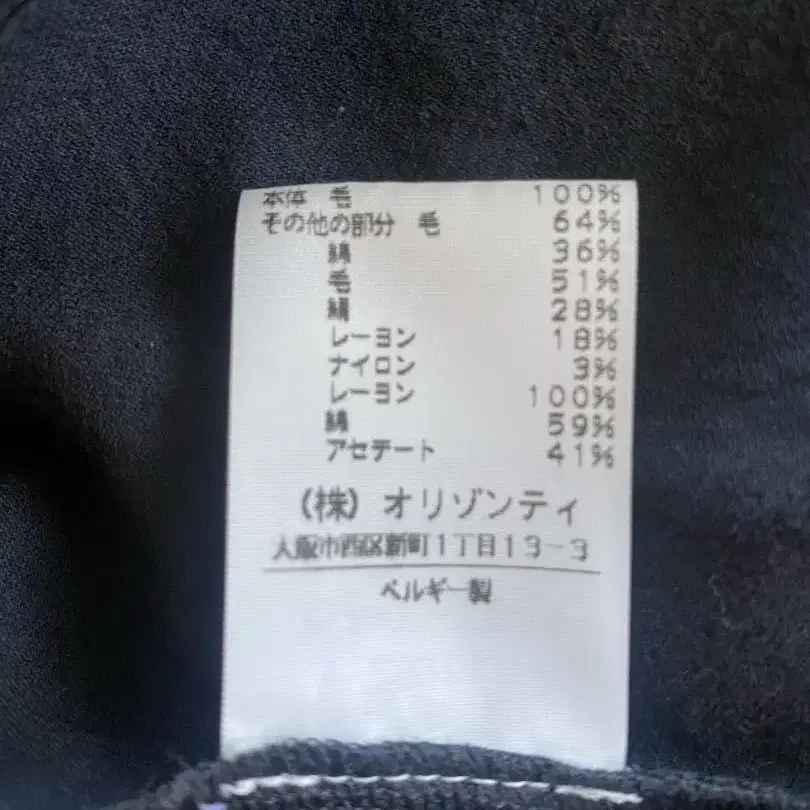 本体 毛 100%
その他の部分 毛 64%
綿 36%
毛 51%
絹 28%
レーヨン 18%
ナイロン 3%
レーヨン 100%
綿 59%
アセテート 41%
(株) オリゾンティ
大阪市西区新町1丁目13-3
ベルギー製